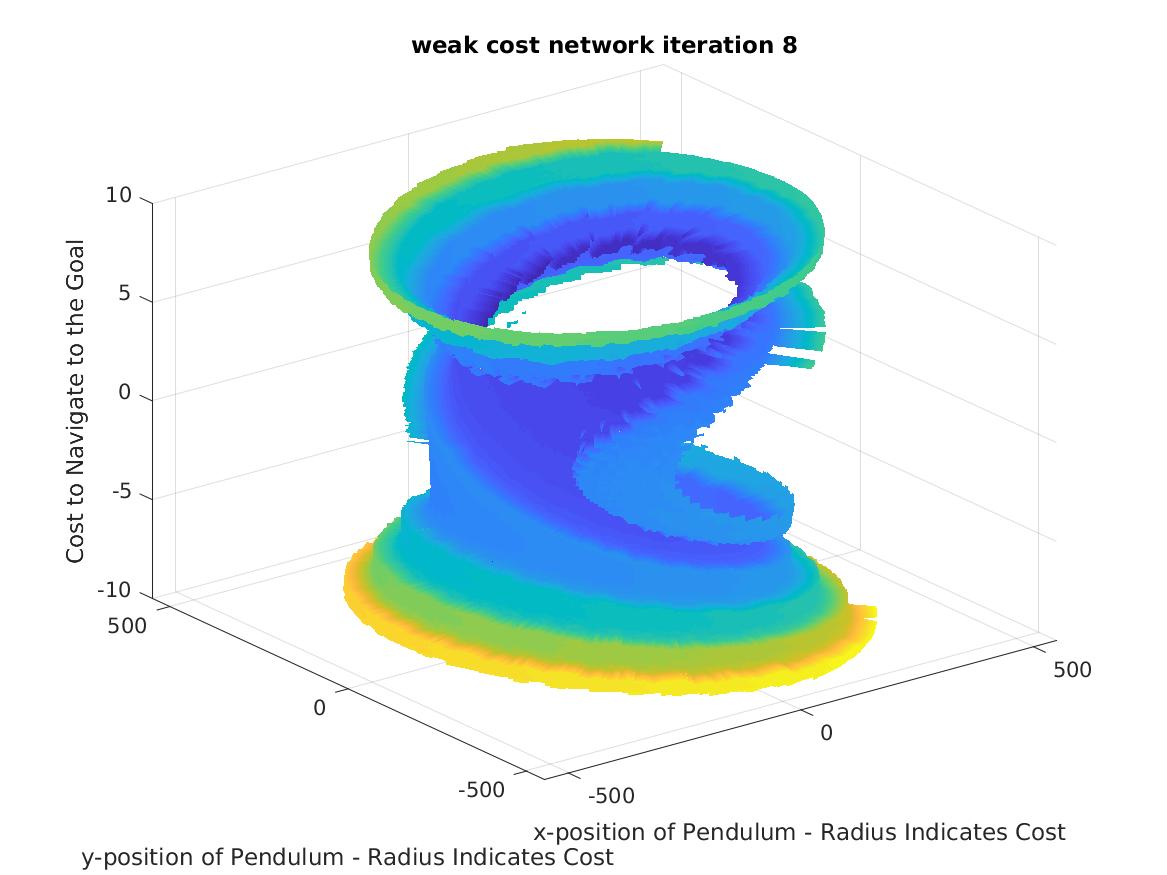 weak cost network iteration 8
10
5
0
-5
-10
Cost to Navigate to the Goal
500
0
-500
500
0
-500
x-position of Pendulum - Radius Indicates Cost
y-position of Pendulum - Radius Indicates Cost